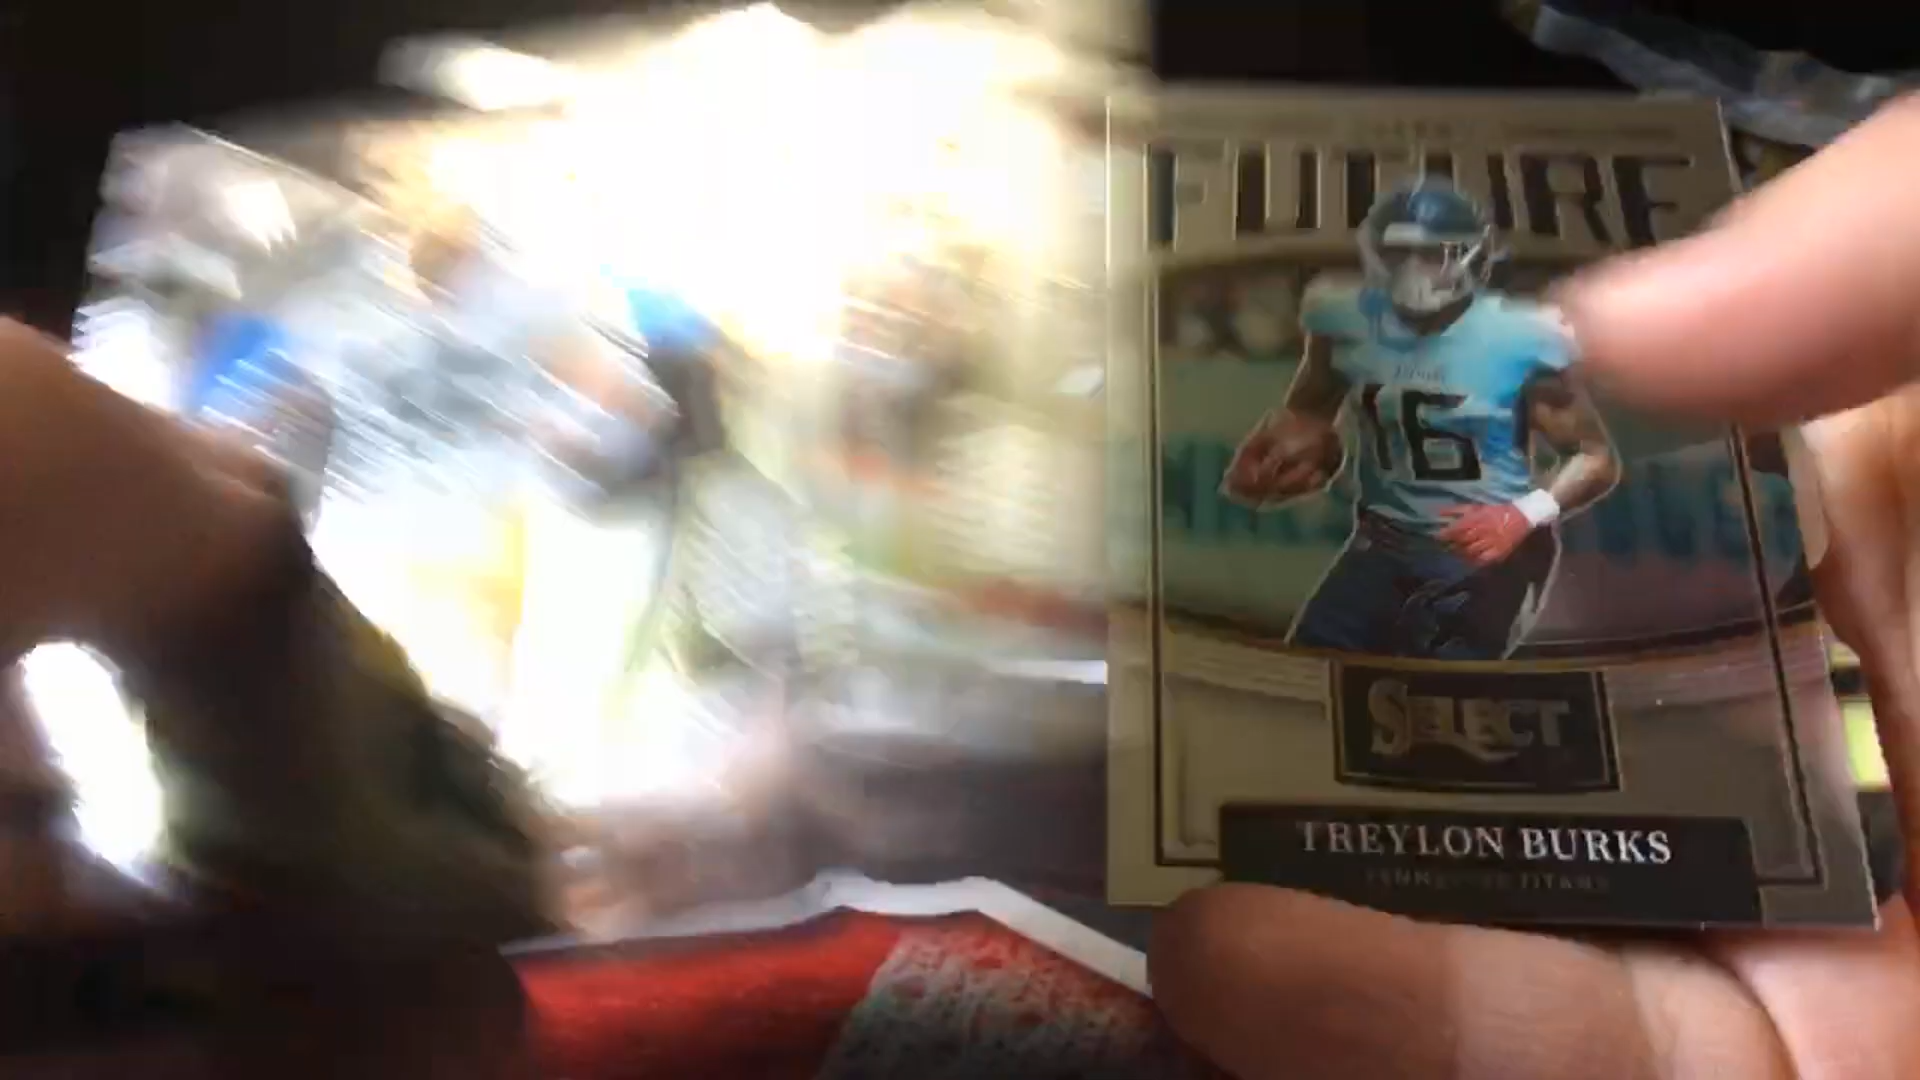 FUTURE
16
SELECT
TREYLON BURKS
TENNESSEE TITANS